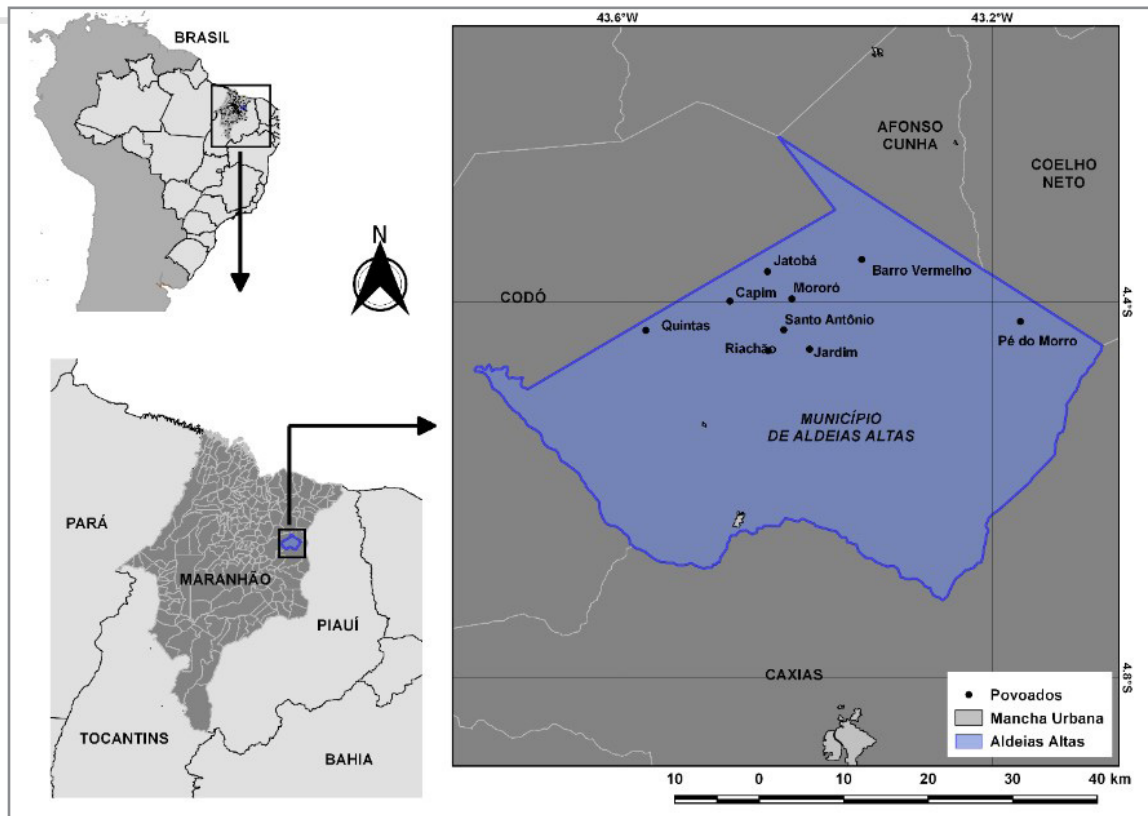 BRASIL
N
PARÁ
MARANHÃO
PIAUÍ
TOCANTINS
BAHIA
43.6°W
43.2°W
AFONSO
CUNHA
COELHO
NETO
Jatobá
Barro Vermelho
Capim
Mororó
CODÓ
4.4°S
Quintas
Santo Antônio
Pé do Morro
Riachão
Jardim
MUNICÍPIO
DE ALDEIAS ALTAS
CAXIAS
4.8°S
Povoados
Mancha Urbana
Aldeias Altas
10 0 10 20 30 40 km